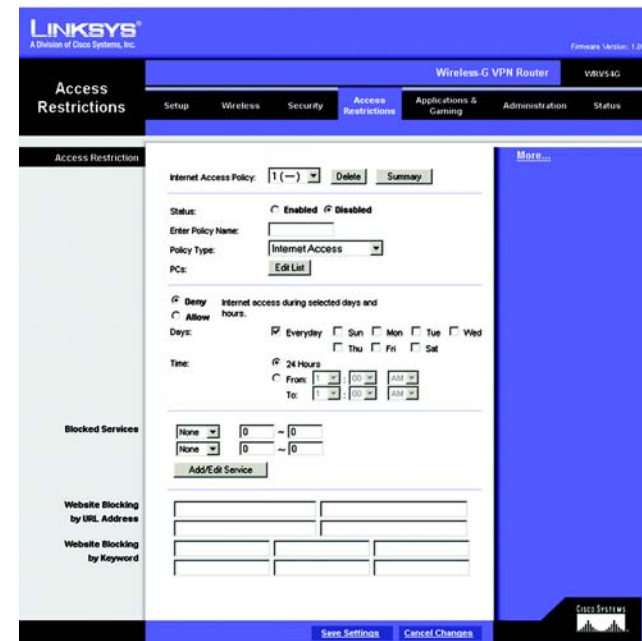 LINKSYS®
A Division of Cisco Systems, Inc.
Firmware Version: 1.0
Wireless-G VPN Router WRV54G
Access Restrictions
Setup Wireless Security Access Restrictions Applications & Gaming Administration Status
Access Restriction
More...
Internet Access Policy: 1 (—) Delete Summary
Status: Enabled Disabled
Enter Policy Name:
Policy Type: Internet Access
PCs: Edit List
Deny Internet access during selected days and
Allow hours.
Days: Everyday Sun Mon Tue Wed
Thu Fri Sat
Time: 24 Hours
From: 1 : 00 AM
To: 1 : 00 AM
Blocked Services
None 0 ~ 0
None 0 ~ 0
Add/Edit Service
Website Blocking
by URL Address
Website Blocking
by Keyword
Save Settings Cancel Changes
CISCO SYSTEMS